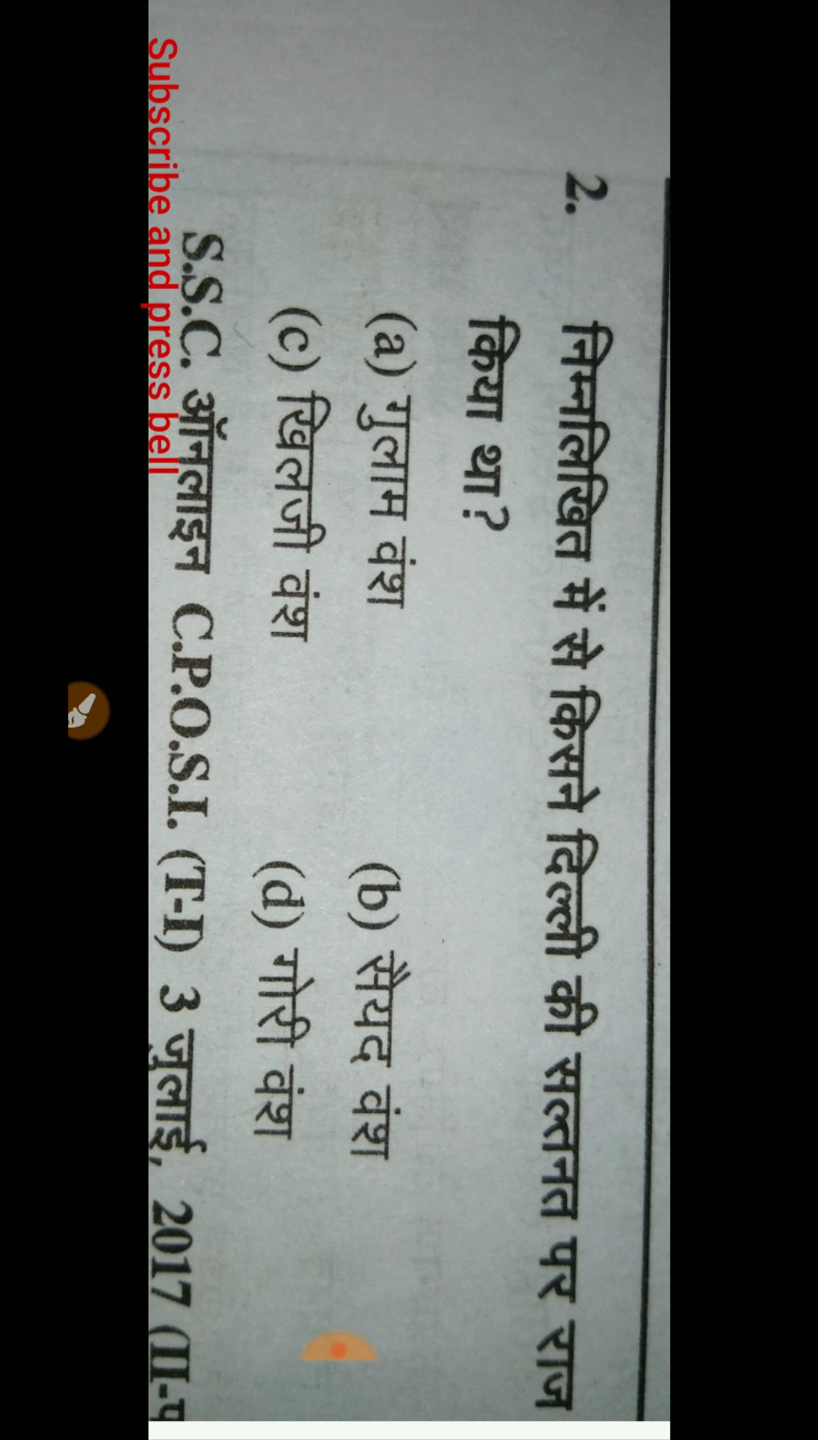 2. निम्नलिखित में से किसने दिल्ली की सल्तनत पर राज
किया था?
(a) गुलाम वंश (b) सैयद वंश
(c) खिलजी वंश (d) गोरी वंश
S.S.C. ऑनलाइन C.P.O.S.I. (T-I) 3 जुलाई, 2017 (II-प
Subscribe and press bell